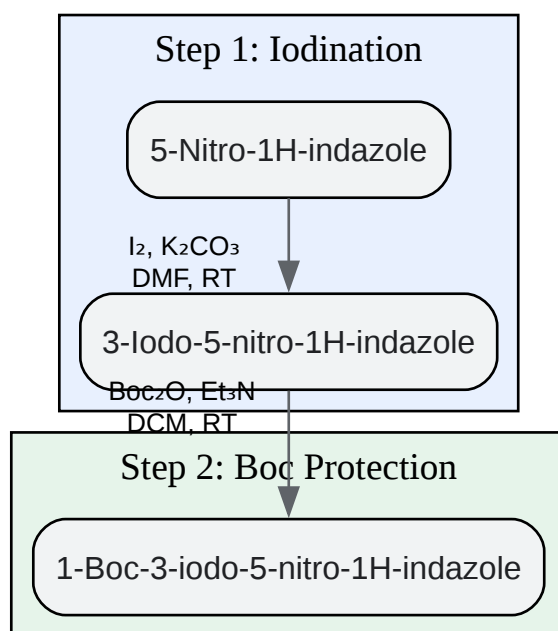 Step 1: Iodination
5-Nitro-1H-indazole
I₂, K₂CO₃
DMF, RT
3-Iodo-5-nitro-1H-indazole
Boc₂O, Et₃N
DCM, RT
Step 2: Boc Protection
1-Boc-3-iodo-5-nitro-1H-indazole